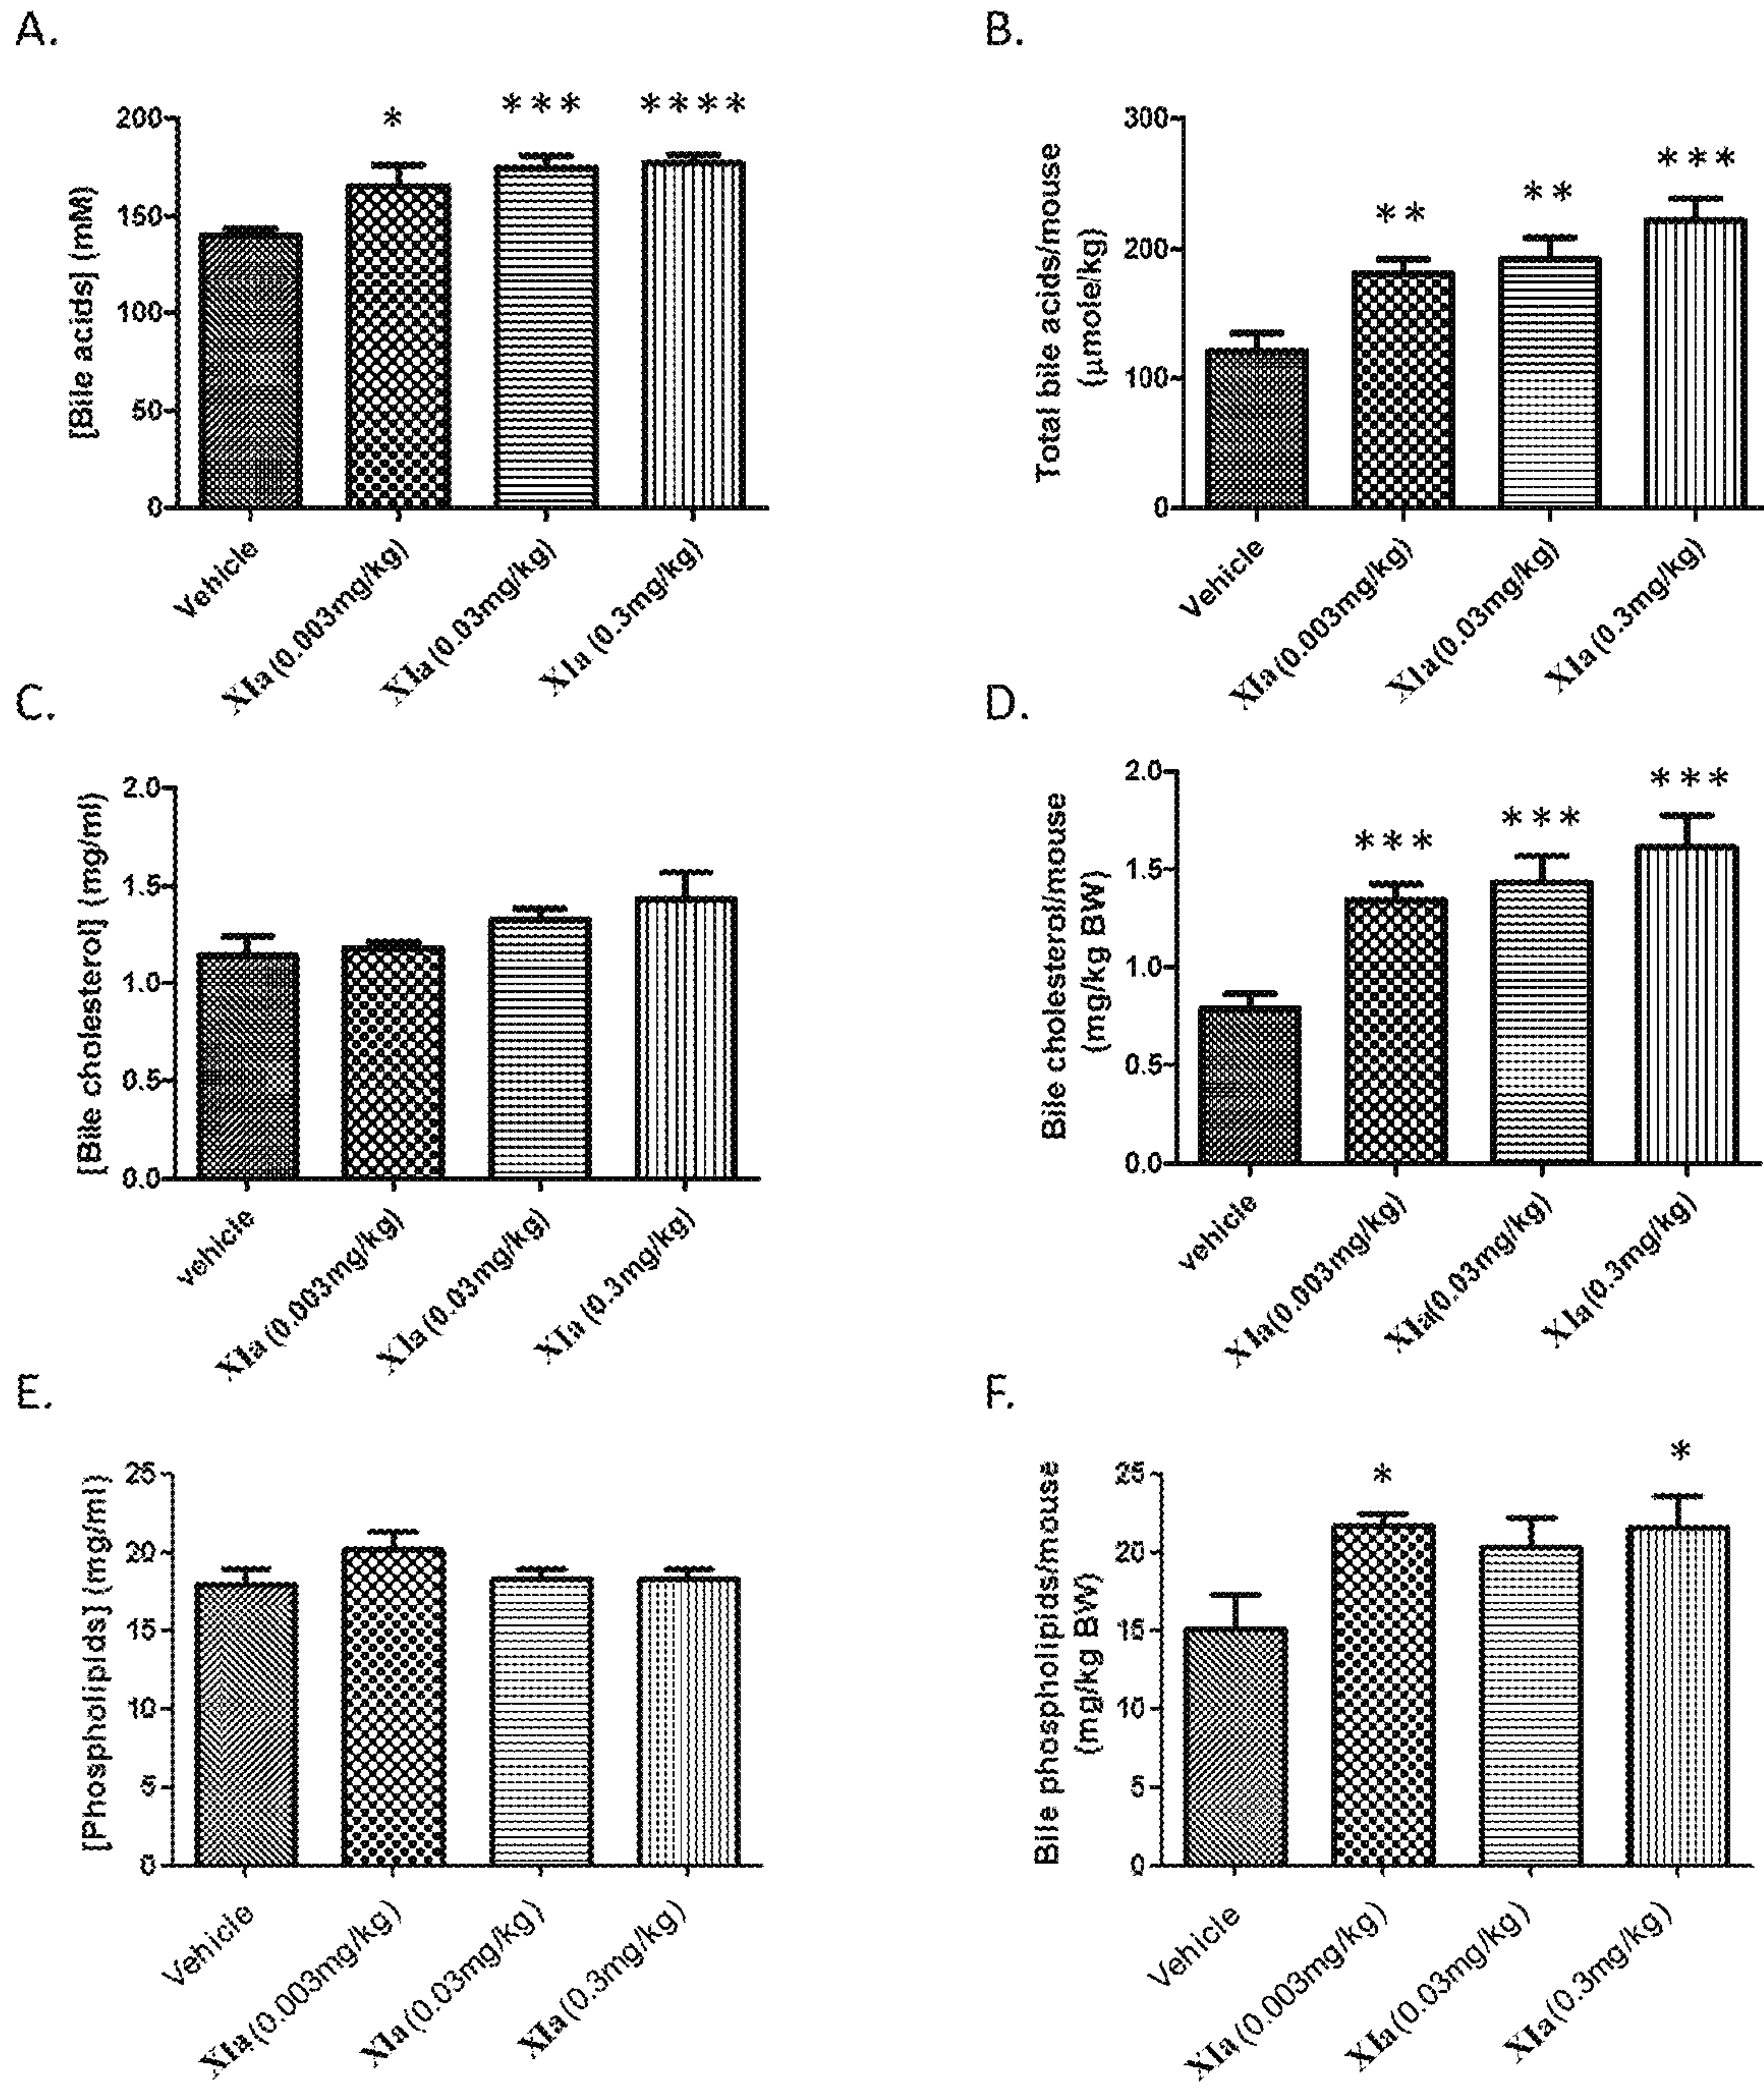 A.
[Bile acids] (mM)
200
150
100
50
0
*
***
****
Vehicle
XIa (0.003mg/kg)
XIa (0.03mg/kg)
XIa (0.3mg/kg)
B.
Total bile acids/mouse
(μmole/kg)
300
200
100
0
**
**
***
Vehicle
XIa (0.003mg/kg)
XIa (0.03mg/kg)
XIa (0.3mg/kg)
C.
[Bile cholesterol] (mg/ml)
2.0
1.5
1.0
0.5
0.0
vehicle
XIa (0.003mg/kg)
XIa (0.03mg/kg)
XIa (0.3mg/kg)
D.
Bile cholesterol/mouse
(mg/kg BW)
2.0
1.5
1.0
0.5
0.0
***
***
***
vehicle
XIa(0.003mg/kg)
XIa(0.03mg/kg)
XIa(0.3mg/kg)
E.
[Phospholipids] (mg/ml)
25
20
15
10
5
0
Vehicle
XIa (0.003mg/kg)
XIa (0.03mg/kg)
XIa (0.3mg/kg)
F.
Bile phospholipids/mouse
(mg/kg BW)
25
20
15
10
5
0
*
*
Vehicle
XIa (0.003mg/kg)
XIa (0.03mg/kg)
XIa (0.3mg/kg)